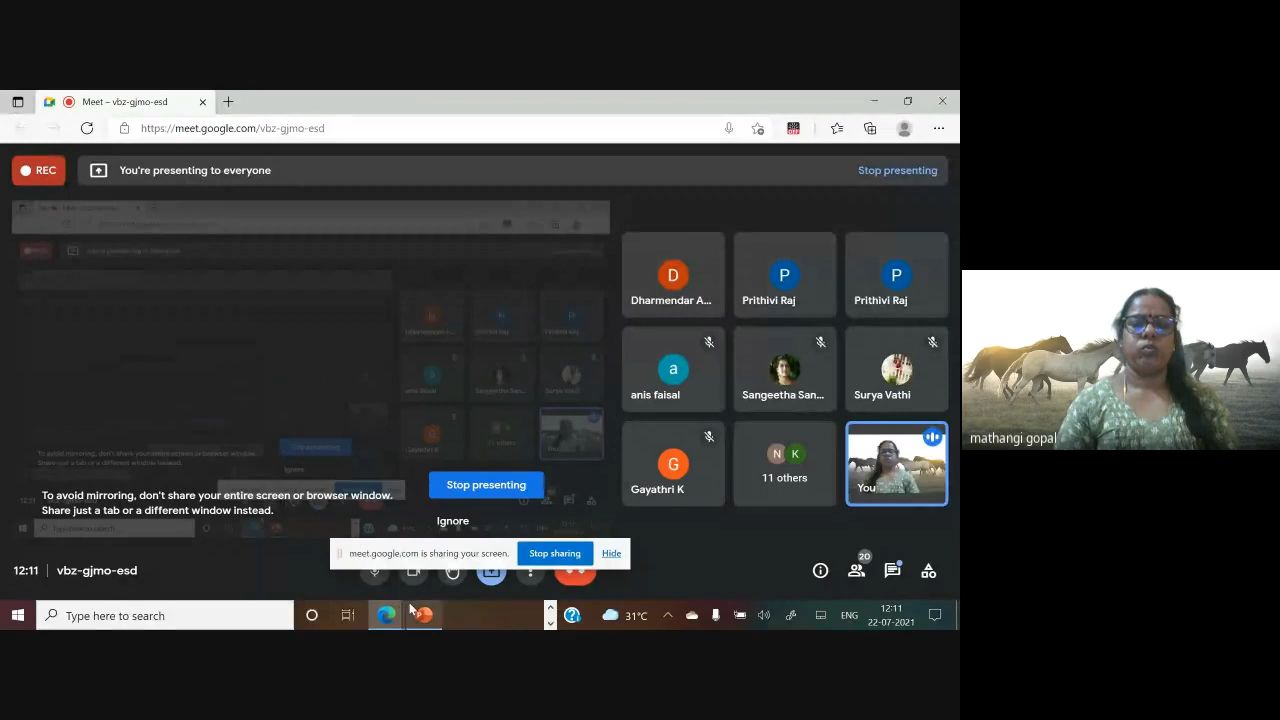 Meet – vbz-gjmo-esd
https://meet.google.com/vbz-gjmo-esd
REC
You're presenting to everyone
Stop presenting
D
Dharmendar A...
P
Prithivi Raj
P
Prithivi Raj
a
anis faisal
Sangeetha San...
Surya Vathi
G
Gayathri K
N K
11 others
You
mathangi gopal
To avoid mirroring, don't share your entire screen or browser window.
Share just a tab or a different window instead.
Stop presenting
Ignore
meet.google.com is sharing your screen.
Stop sharing
Hide
12:11 | vbz-gjmo-esd
20
Type here to search
31°C
ENG
12:11
22-07-2021